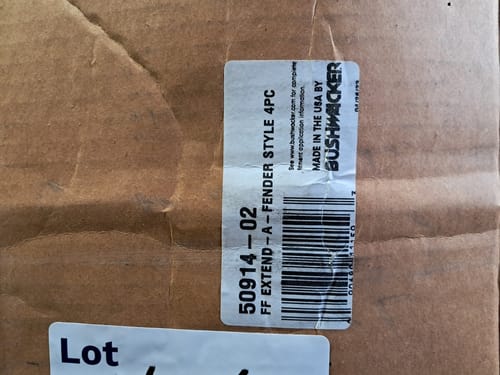 50914-02
FF EXTEND-A-FENDER STYLE 4PC
See www.bushwacker.com for complete
tment application information.
MADE IN THE USA BY
BUSHWACKER
Lot